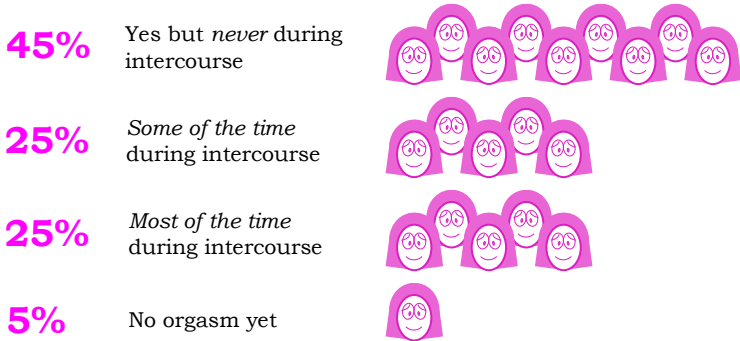 45%
Yes but never during
intercourse
25%
Some of the time
during intercourse
25%
Most of the time
during intercourse
5%
No orgasm yet